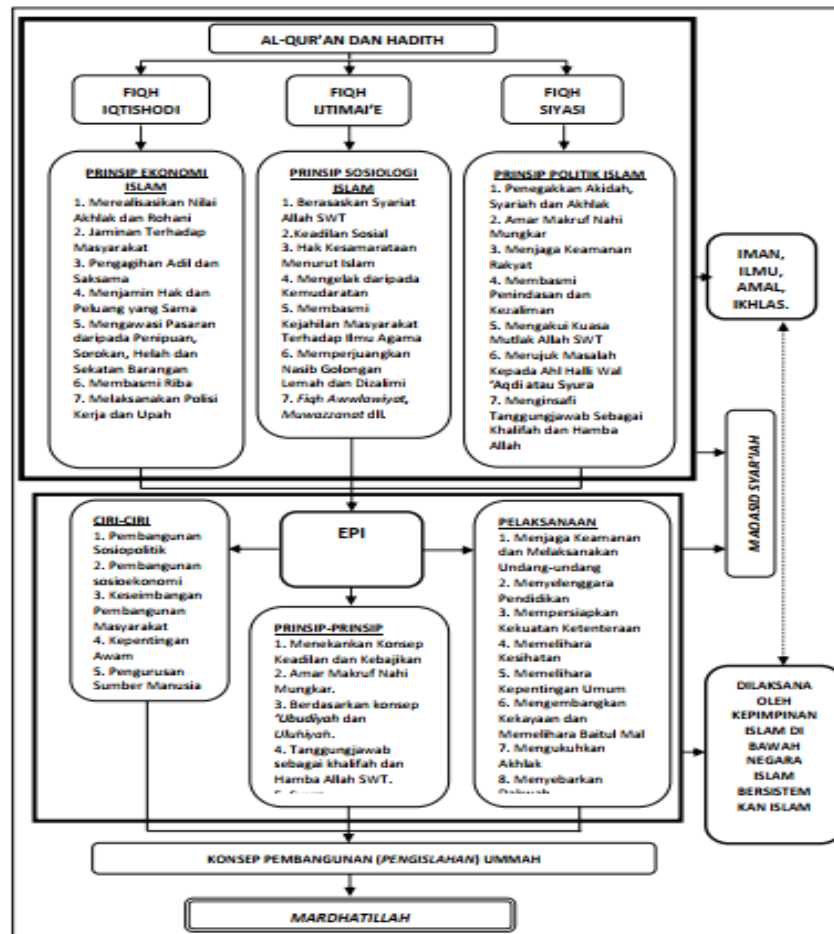 AL-QUR'AN DAN HADITH
FIQH
IQTISHODI
FIQH
IJTIMAI'E
FIQH
SIYASI
PRINSIP EKONOMI
ISLAM
1. Merealisasikan Nilai
Akhlak dan Rohani
2. Jaminan Terhadap
Masyarakat
3. Pengagihan Adil dan
Saksama
4. Menjamin Hak dan
Peluang yang Sama
5. Mengawasi Pasaran
daripada Penipuan,
Sorokan, Helah dan
Sekatan Barangan
6. Membasmi Riba
7. Melaksanakan Polisi
Kerja dan Upah
PRINSIP SOSIOLOGI
ISLAM
1. Berasaskan Syariat
Allah SWT
2.Keadilan Sosial
3. Hak Kesamarataan
Menurut Islam
4. Mengelak daripada
Kemudaratan
5. Membasmi
Kejahilan Masyarakat
Terhadap Ilmu Agama
6. Memperjuangkan
Nasib Golongan
Lemah dan Dizalimi
7. Fiqh Awwlawiyat,
Muwazzanat dll.
PRINSIP POLITIK ISLAM
1. Penegakkan Akidah,
Syariah dan Akhlak
2. Amar Makruf Nahi
Mungkar
3. Menjaga Keamanan
Rakyat
4. Membasmi
Penindasan dan
Kezaliman
5. Mengakui Kuasa
Mutlak Allah SWT
6. Merujuk Masalah
Kepada Ahl Halli Wal
'Aqdi atau Syura
7. Menginsafi
Tanggungjawab Sebagai
Khalifah dan Hamba
Allah
IMAN,
ILMU,
AMAL,
IKHLAS.
MAQASID SYAR'IAH
CIRI-CIRI
1. Pembangunan
Sosiopolitik
2. Pembangunan
sosioekonomi
3. Keseimbangan
Pembangunan
Masyarakat
4. Kepentingan
Awam
5. Pengurusan
Sumber Manusia
EPI
PRINSIP-PRINSIP
1. Menekankan Konsep
Keadilan dan Kebajikan
2. Amar Makruf Nahi
Mungkar.
3. Berdasarkan konsep
'Ubudiyah dan
Uluhiyah.
4. Tanggungjawab
sebagai khalifah dan
Hamba Allah SWT.
PELAKSANAAN
1. Menjaga Keamanan
dan Melaksanakan
Undang-undang
2. Menyelenggara
Pendidikan
3. Mempersiapkan
Kekuatan Ketenteraan
4. Memelihara
Kesihatan
5. Memelihara
Kepentingan Umum
6. Mengembangkan
Kekayaan dan
Memelihara Baitul Mal
7. Mengukuhkan
Akhlak
8. Menyebarkan
Dakwah
DILAKSANA
OLEH
KEPIMPINAN
ISLAM DI
BAWAH
NEGARA
ISLAM
BERSISTEM
KAN ISLAM
KONSEP PEMBANGUNAN (PENGISLAHAN) UMMAH
MARDHATILLAH